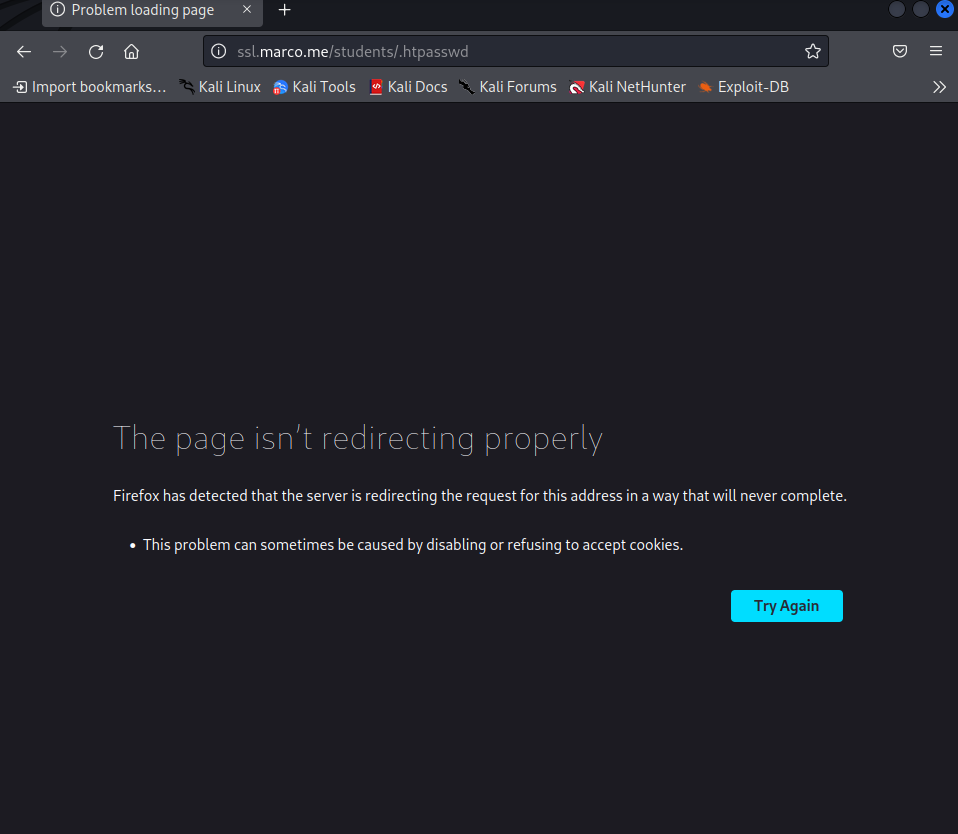 Problem loading page
ssl.marco.me/students/.htpasswd
Import bookmarks… Kali Linux Kali Tools Kali Docs Kali Forums Kali NetHunter Exploit-DB
The page isn’t redirecting properly
Firefox has detected that the server is redirecting the request for this address in a way that will never complete.
• This problem can sometimes be caused by disabling or refusing to accept cookies.
Try Again